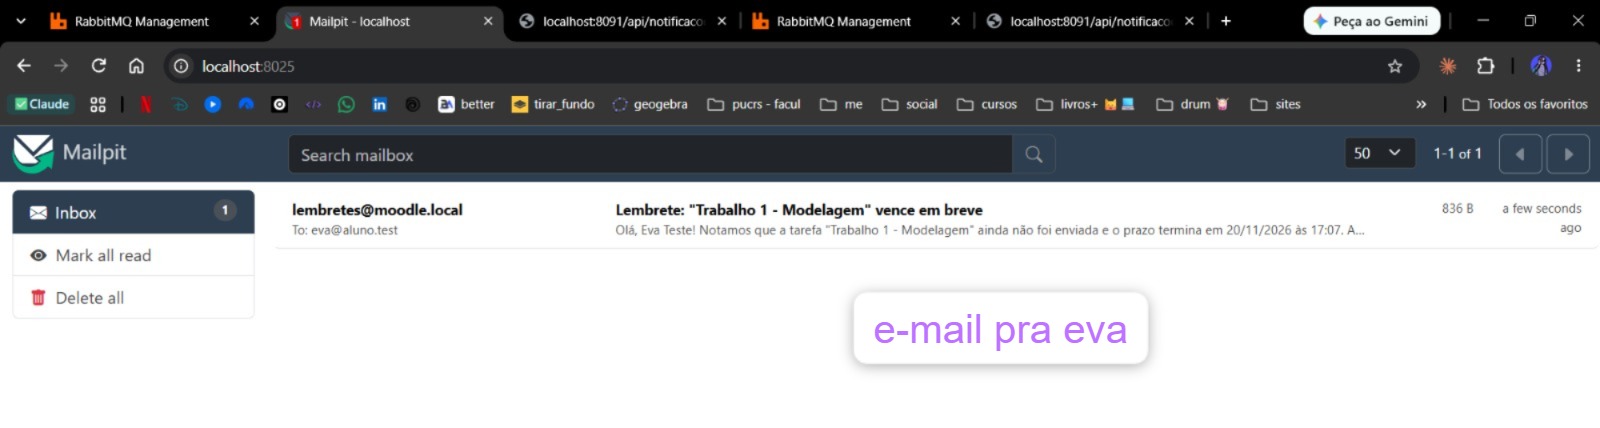 RabbitMQ Management
1 Mailpit - localhost
localhost:8091/api/notificaco
RabbitMQ Management
localhost:8091/api/notificaco
Peça ao Gemini
localhost:8025
Claude
better
tirar_fundo
geogebra
pucrs - facul
me
social
cursos
livros+
drum
sites
»
Todos os favoritos
Mailpit
Search mailbox
50
1-1 of 1
Inbox 1
Mark all read
Delete all
lembretes@moodle.local
To: eva@aluno.test
Lembrete: "Trabalho 1 - Modelagem" vence em breve
Olá, Eva Teste! Notamos que a tarefa "Trabalho 1 - Modelagem" ainda não foi enviada e o prazo termina em 20/11/2026 às 17:07. A...
836 B
a few seconds
ago
e-mail pra eva